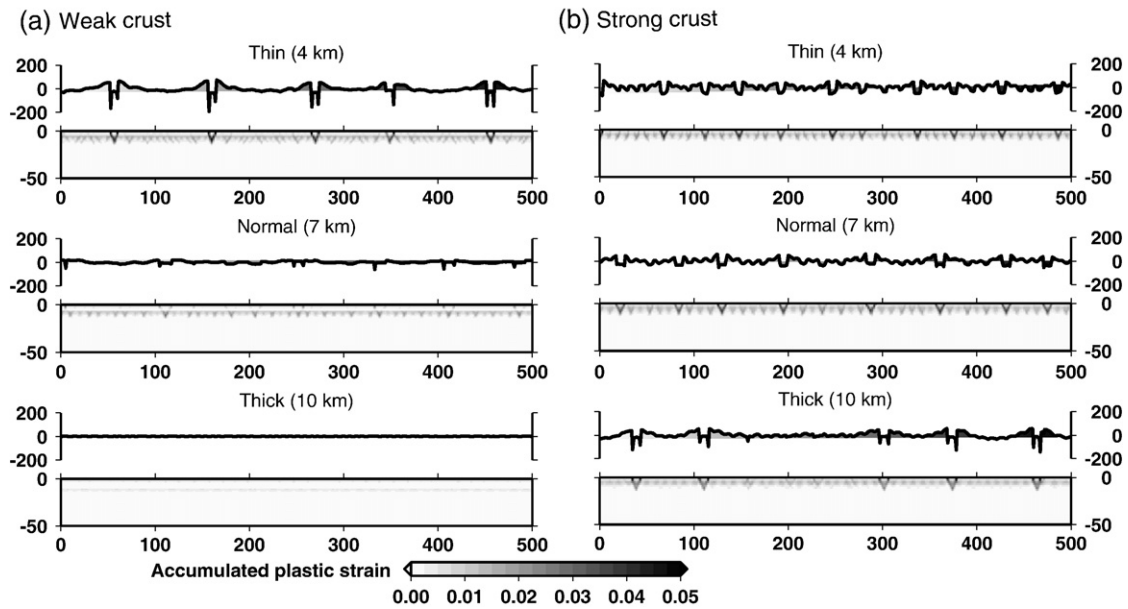 (a) Weak crust
Thin (4 km)
200
0
-200
0
-50
0 100 200 300 400 500
Normal (7 km)
200
0
-200
0
-50
0 100 200 300 400 500
Thick (10 km)
200
0
-200
0
-50
0 100 200 300 400 500
(b) Strong crust
Thin (4 km)
200
0
-200
0
-50
0 100 200 300 400 500
Normal (7 km)
200
0
-200
0
-50
0 100 200 300 400 500
Thick (10 km)
200
0
-200
0
-50
0 100 200 300 400 500
Accumulated plastic strain
0.00 0.01 0.02 0.03 0.04 0.05